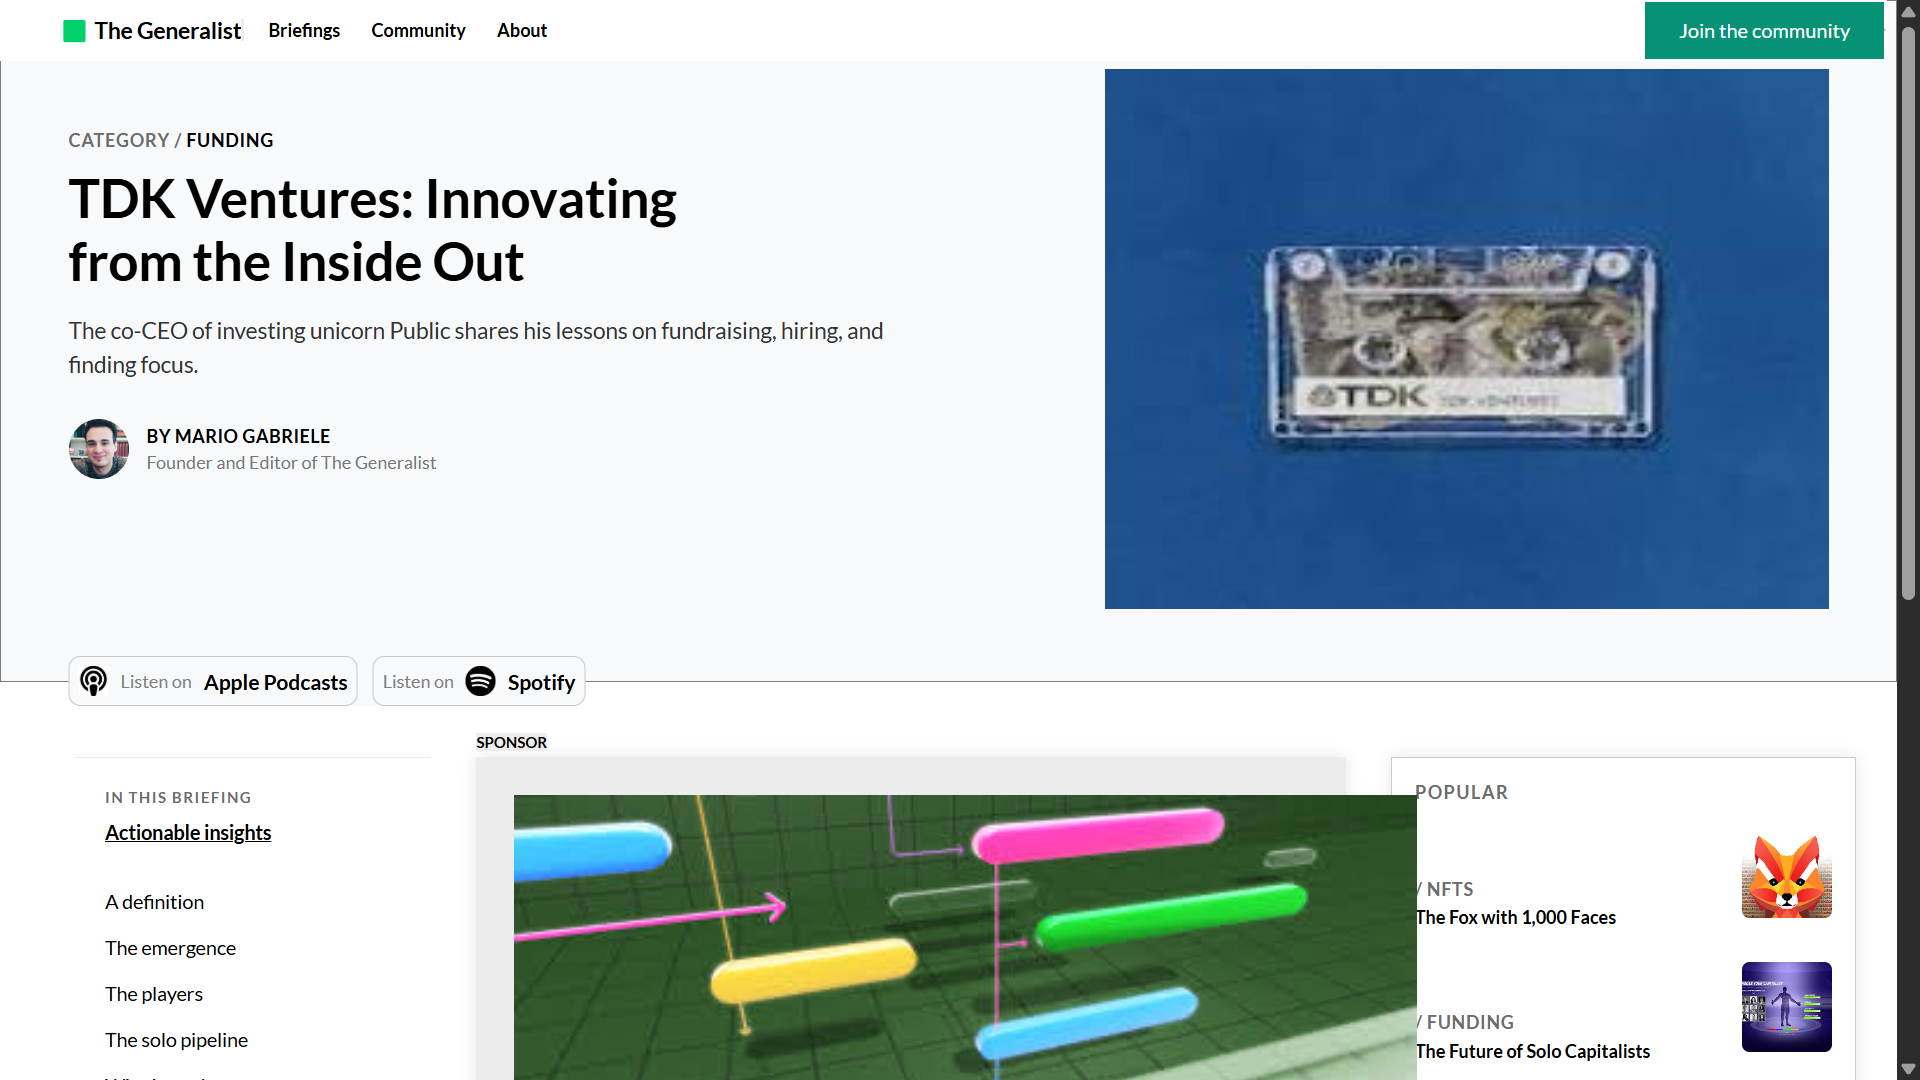 The Generalist
Briefings
Community
About
Join the community
CATEGORY / FUNDING
TDK Ventures: Innovating
from the Inside Out
The co-CEO of investing unicorn Public shares his lessons on fundraising, hiring, and
finding focus.
BY MARIO GABRIELE
Founder and Editor of The Generalist
TDK TDK VENTURES
Listen on Apple Podcasts
Listen on Spotify
IN THIS BRIEFING
Actionable insights
A definition
The emergence
The players
The solo pipeline
SPONSOR
POPULAR
/ NFTS
The Fox with 1,000 Faces
/ FUNDING
The Future of Solo Capitalists